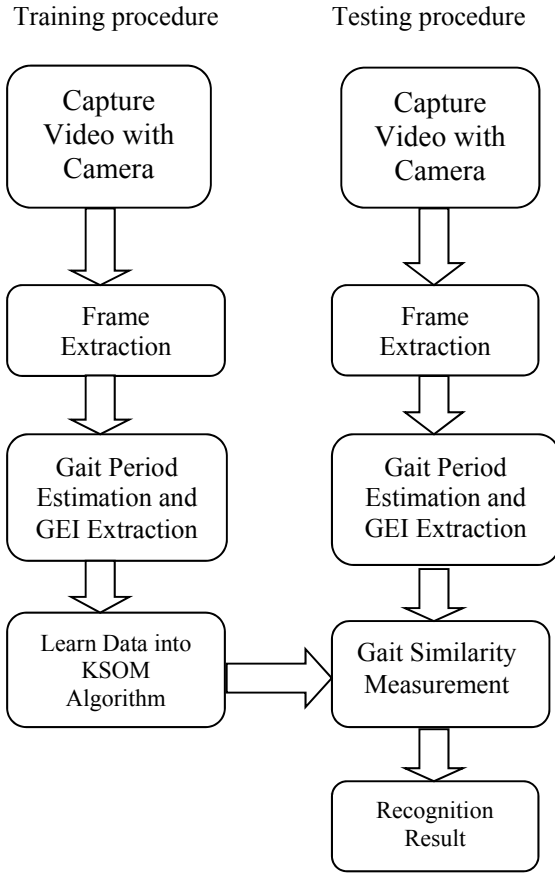 Training procedure
Capture
Video with
Camera
Frame
Extraction
Gait Period
Estimation and
GEI Extraction
Learn Data into
KSOM
Algorithm
Testing procedure
Capture
Video with
Camera
Frame
Extraction
Gait Period
Estimation and
GEI Extraction
Gait Similarity
Measurement
Recognition
Result